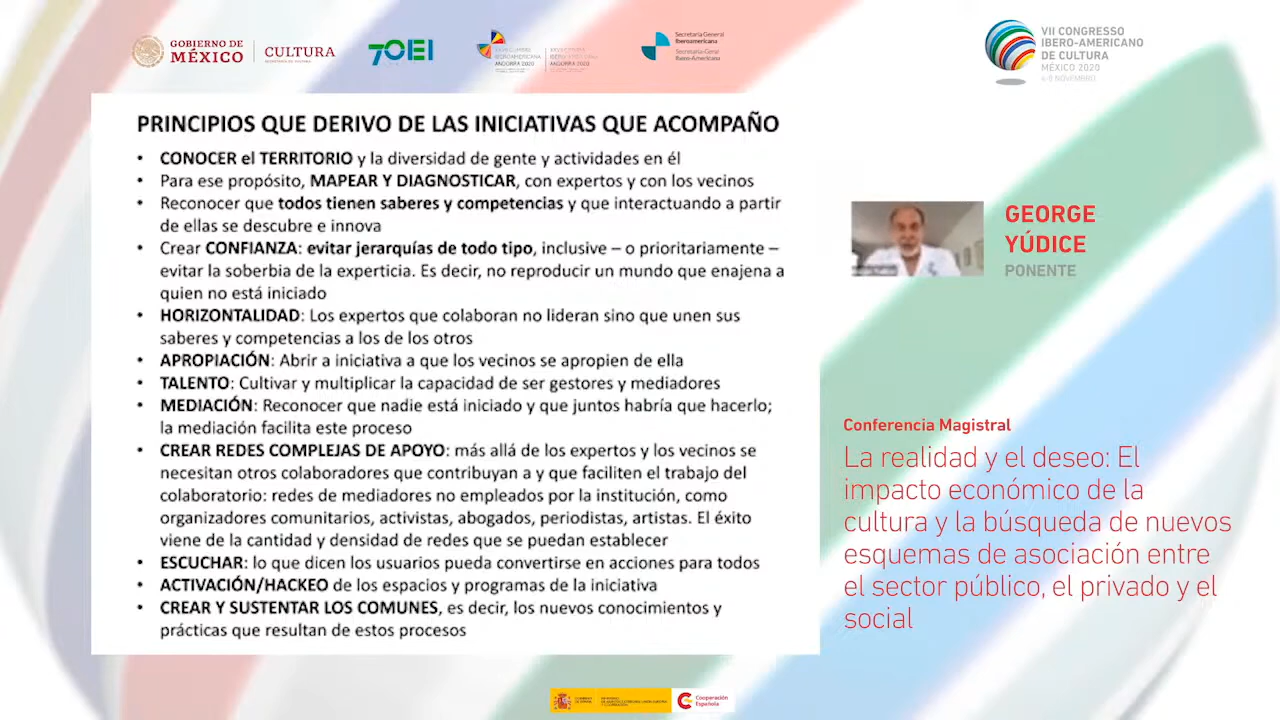 GOBIERNO DE
MÉXICO
CULTURA
7OEI
ANDORRA 2020
ANDORRA 2020
Secretaría General
Iberoamericana
Secretaria-Geral
Ibero-Americana
VII CONGRESSO
IBERO-AMERICANO
DE CULTURA
MÉXICO 2020
4-6 NOVEMBRO
PRINCIPIOS QUE DERIVO DE LAS INICIATIVAS QUE ACOMPAÑO
• CONOCER el TERRITORIO y la diversidad de gente y actividades en él
• Para ese propósito, MAPEAR Y DIAGNOSTICAR, con expertos y con los vecinos
• Reconocer que todos tienen saberes y competencias y que interactuando a partir
de ellas se descubre e innova
• Crear CONFIANZA: evitar jerarquías de todo tipo, inclusive – o prioritariamente –
evitar la soberbia de la experticia. Es decir, no reproducir un mundo que enajena a
quien no está iniciado
• HORIZONTALIDAD: Los expertos que colaboran no lideran sino que unen sus
saberes y competencias a los de los otros
• APROPIACIÓN: Abrir a iniciativa a que los vecinos se apropien de ella
• TALENTO: Cultivar y multiplicar la capacidad de ser gestores y mediadores
• MEDIACIÓN: Reconocer que nadie está iniciado y que juntos habría que hacerlo;
la mediación facilita este proceso
• CREAR REDES COMPLEJAS DE APOYO: más allá de los expertos y los vecinos se
necesitan otros colaboradores que contribuyan a y que faciliten el trabajo del
colaboratorio: redes de mediadores no empleados por la institución, como
organizadores comunitarios, activistas, abogados, periodistas, artistas. El éxito
viene de la cantidad y densidad de redes que se puedan establecer
• ESCUCHAR: lo que dicen los usuarios pueda convertirse en acciones para todos
• ACTIVACIÓN/HACKEO de los espacios y programas de la iniciativa
• CREAR Y SUSTENTAR LOS COMUNES, es decir, los nuevos conocimientos y
prácticas que resultan de estos procesos
GEORGE
YÚDICE
PONENTE
Conferencia Magistral
La realidad y el deseo: El
impacto económico de la
cultura y la búsqueda de nuevos
esquemas de asociación entre
el sector público, el privado y el
social
Cooperación
Española